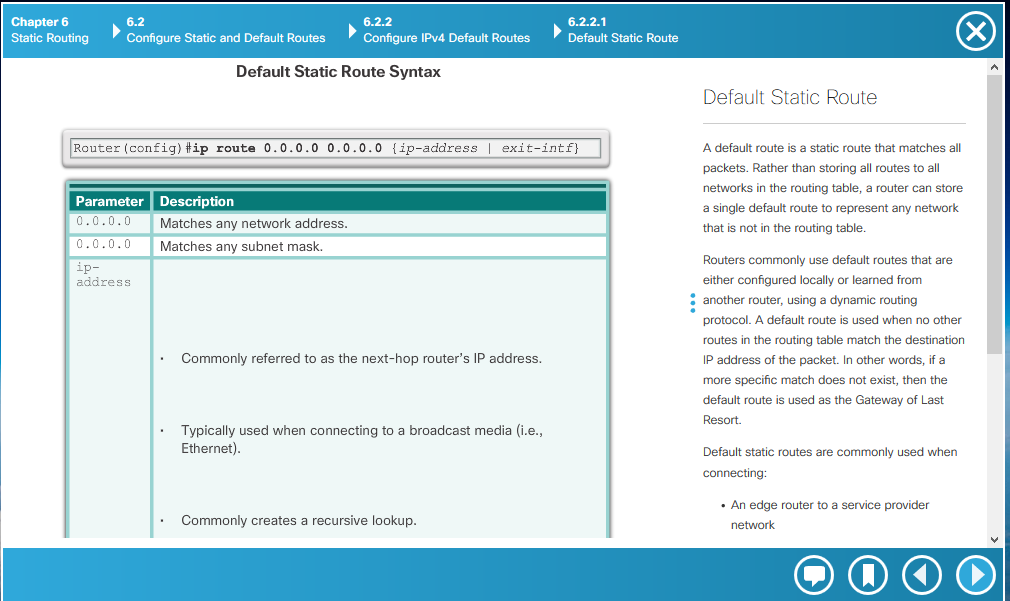 Chapter 6
Static Routing
6.2
Configure Static and Default Routes
6.2.2
Configure IPv4 Default Routes
6.2.2.1
Default Static Route
Default Static Route Syntax
Router(config)#ip route 0.0.0.0 0.0.0.0 {ip-address | exit-intf}
Parameter Description
0.0.0.0 Matches any network address.
0.0.0.0 Matches any subnet mask.
ip-
address
· Commonly referred to as the next-hop router's IP address.
· Typically used when connecting to a broadcast media (i.e.,
Ethernet).
· Commonly creates a recursive lookup.
Default Static Route
A default route is a static route that matches all
packets. Rather than storing all routes to all
networks in the routing table, a router can store
a single default route to represent any network
that is not in the routing table.
Routers commonly use default routes that are
either configured locally or learned from
another router, using a dynamic routing
protocol. A default route is used when no other
routes in the routing table match the destination
IP address of the packet. In other words, if a
more specific match does not exist, then the
default route is used as the Gateway of Last
Resort.
Default static routes are commonly used when
connecting:
• An edge router to a service provider
network